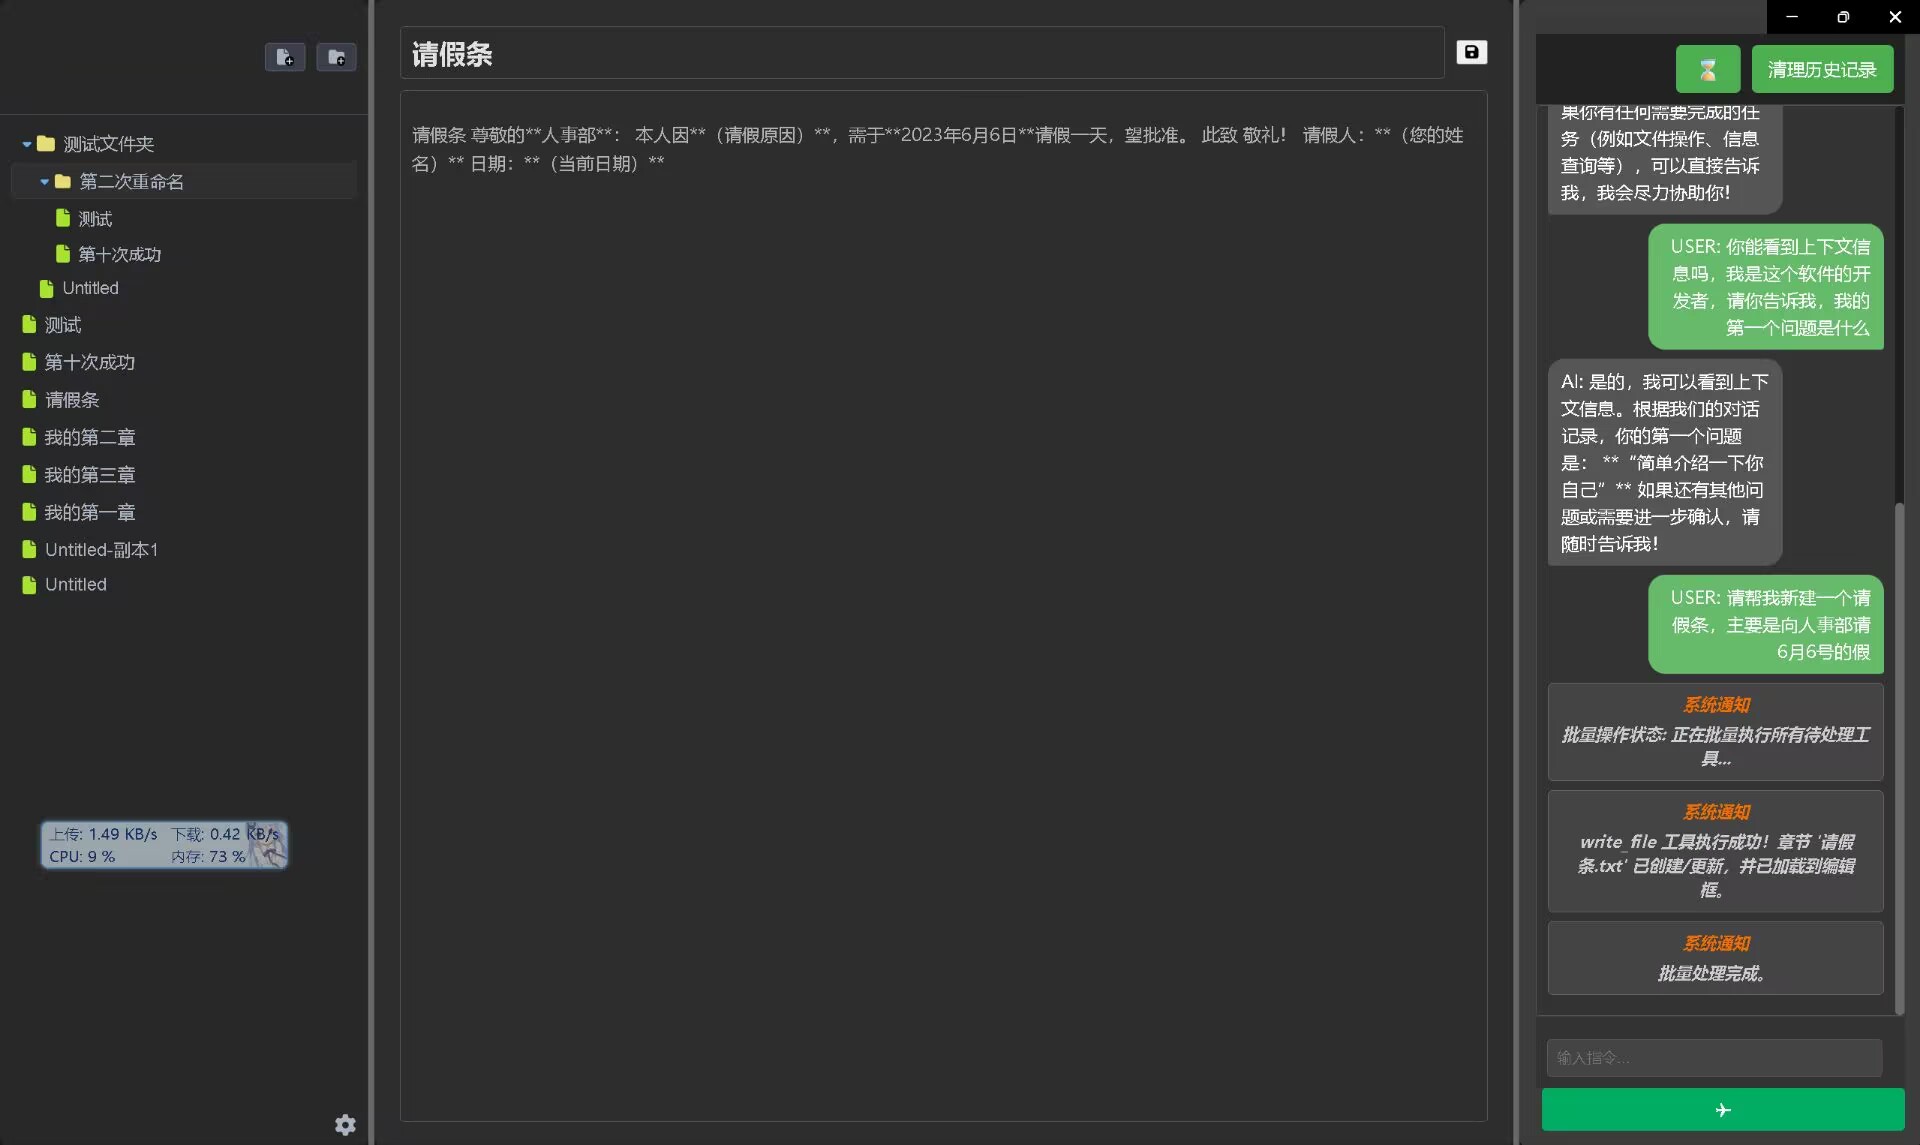 测试文件夹
第二次重命名
测试
第十次成功
Untitled
测试
第十次成功
请假条
我的第二章
我的第三章
我的第一章
Untitled-副本1
Untitled
上传: 1.49 KB/s 下载: 0.42 KB/s
CPU: 9 % 内存: 73 %
请假条
请假条 尊敬的**人事部**： 本人因**（请假原因）**，需于**2023年6月6日**请假一天，望批准。 此致 敬礼！ 请假人：**（您的姓
名）** 日期：**（当前日期）**
清理历史记录
果你有任何需要完成的任
务（例如文件操作、信息
查询等），可以直接告诉
我，我会尽力协助你！
USER: 你能看到上下文信
息吗，我是这个软件的开
发者，请你告诉我，我的
第一个问题是什么
AI: 是的，我可以看到上下
文信息。根据我们的对话
记录，你的第一个问题
是： **“简单介绍一下你
自己”** 如果还有其他问
题或需要进一步确认，请
随时告诉我！
USER: 请帮我新建一个请
假条，主要是向人事部请
6月6号的假
系统通知
批量操作状态: 正在批量执行所有待处理工
具...
系统通知
write_file 工具执行成功！章节 '请假
条.txt' 已创建/更新，并已加载到编辑
框。
系统通知
批量处理完成。
输入指令...